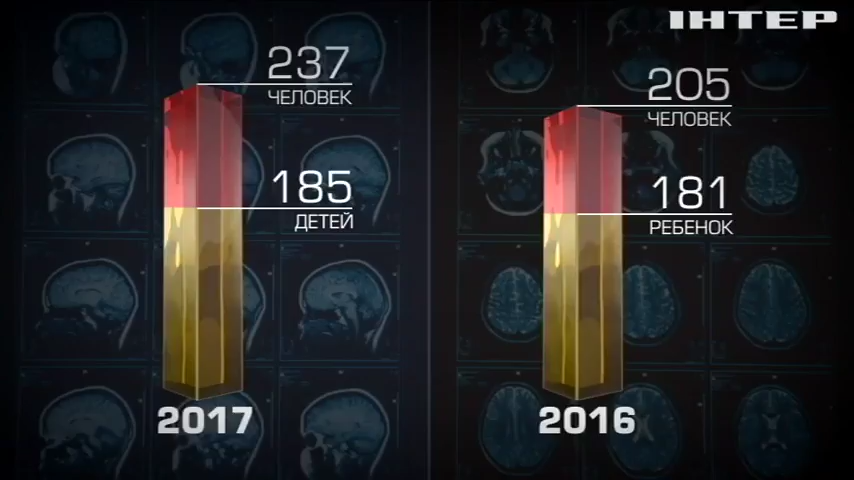 ІНТЕР
237
ЧЕЛОВЕК
185
ДЕТЕЙ
2017
205
ЧЕЛОВЕК
181
РЕБЕНОК
2016